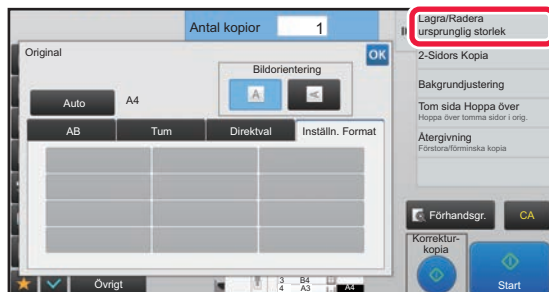 Antal kopior 1
Original
OK
Bildorientering
A A
Auto A4
AB Tum Direktval Inställn. Format
Övrigt
3 B4
4 A3
A4
Lagra/Radera
ursprunglig storlek
2-Sidors Kopia
Bakgrundjustering
Tom sida Hoppa över
Hoppa över tomma sidor i orig.
Återgivning
Förstora/förminska kopia
Förhandsgr. CA
Korrektur-
kopia
Start